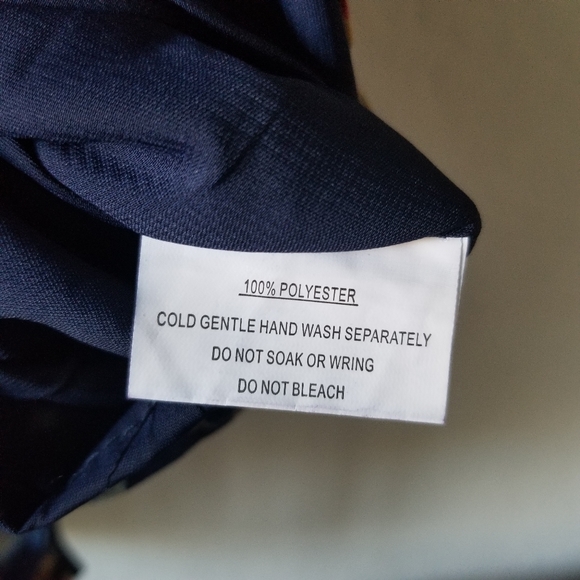 100% POLYESTER
COLD GENTLE HAND WASH SEPARATELY
DO NOT SOAK OR WRING
DO NOT BLEACH